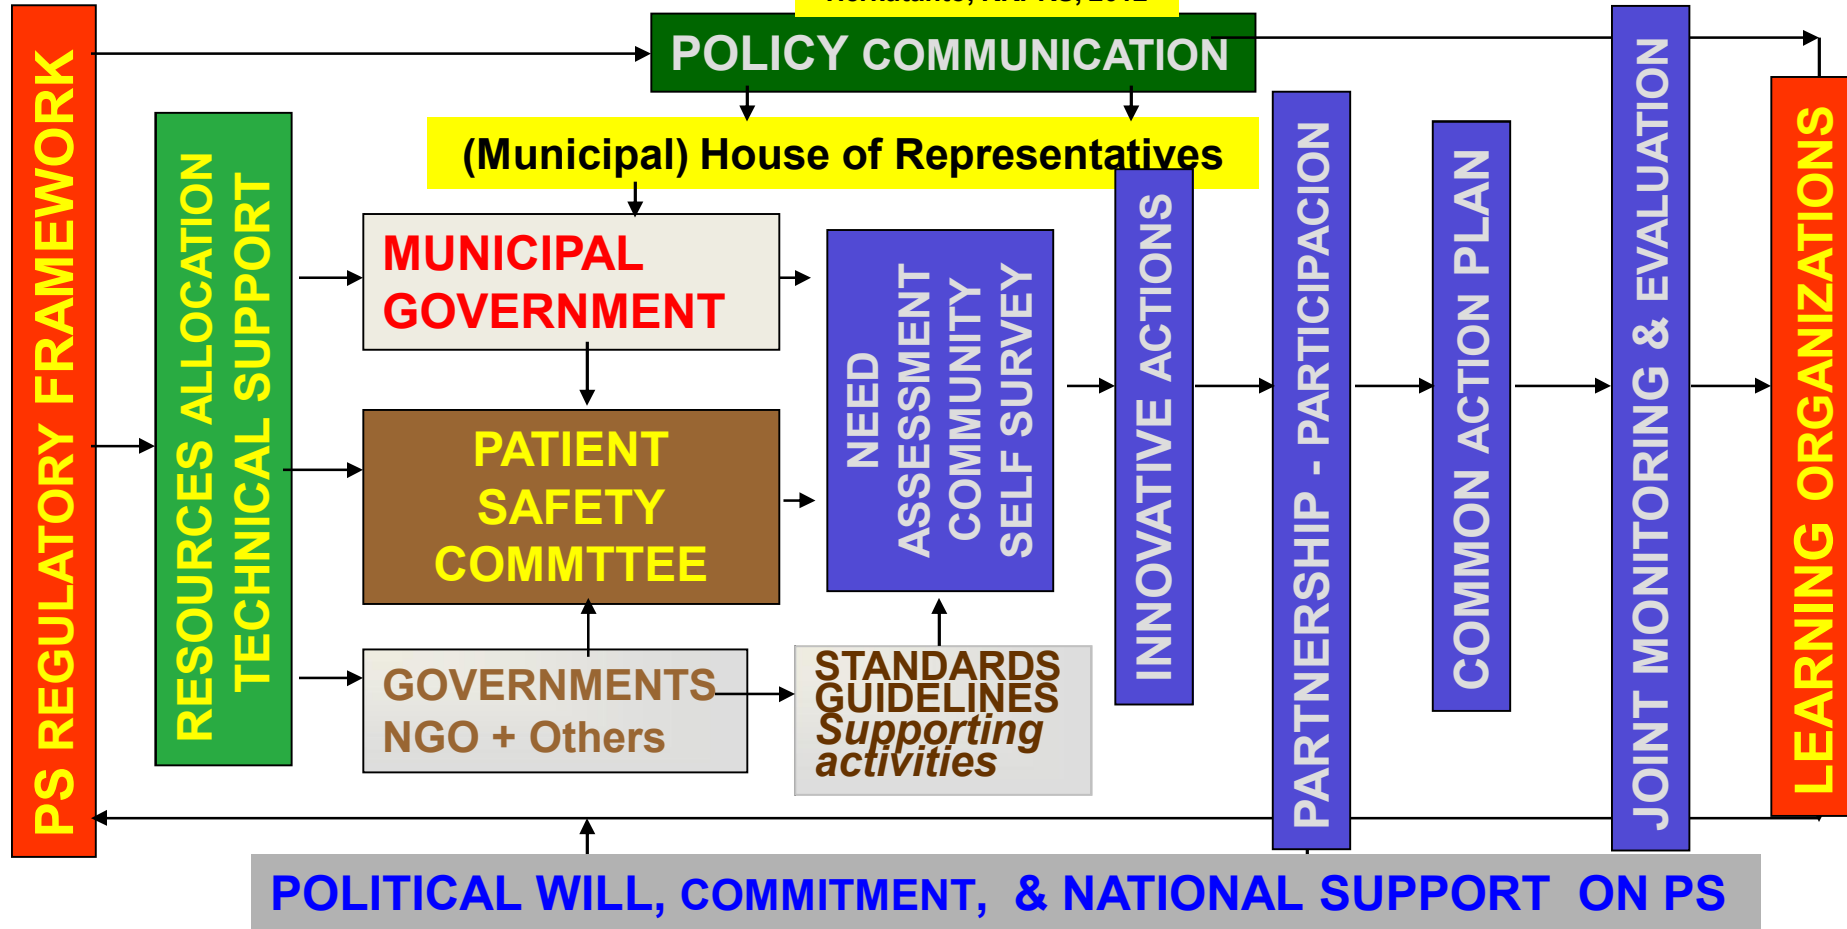 POLICY COMMUNICATION
(Municipal) House of Representatives
PS REGULATORY FRAMEWORK
RESOURCES ALLOCATION
TECHNICAL SUPPORT
MUNICIPAL
GOVERNMENT
PATIENT
SAFETY
COMMTTEE
GOVERNMENTS
NGO + Others
STANDARDS
GUIDELINES
Supporting
activities
NEED
ASSESSMENT
COMMUNITY
SELF SURVEY
INNOVATIVE ACTIONS
PARTNERSHIP - PARTICIPACION
COMMON ACTION PLAN
JOINT MONITORING & EVALUATION
LEARNING ORGANIZATIONS
POLITICAL WILL, COMMITMENT, & NATIONAL SUPPORT ON PS